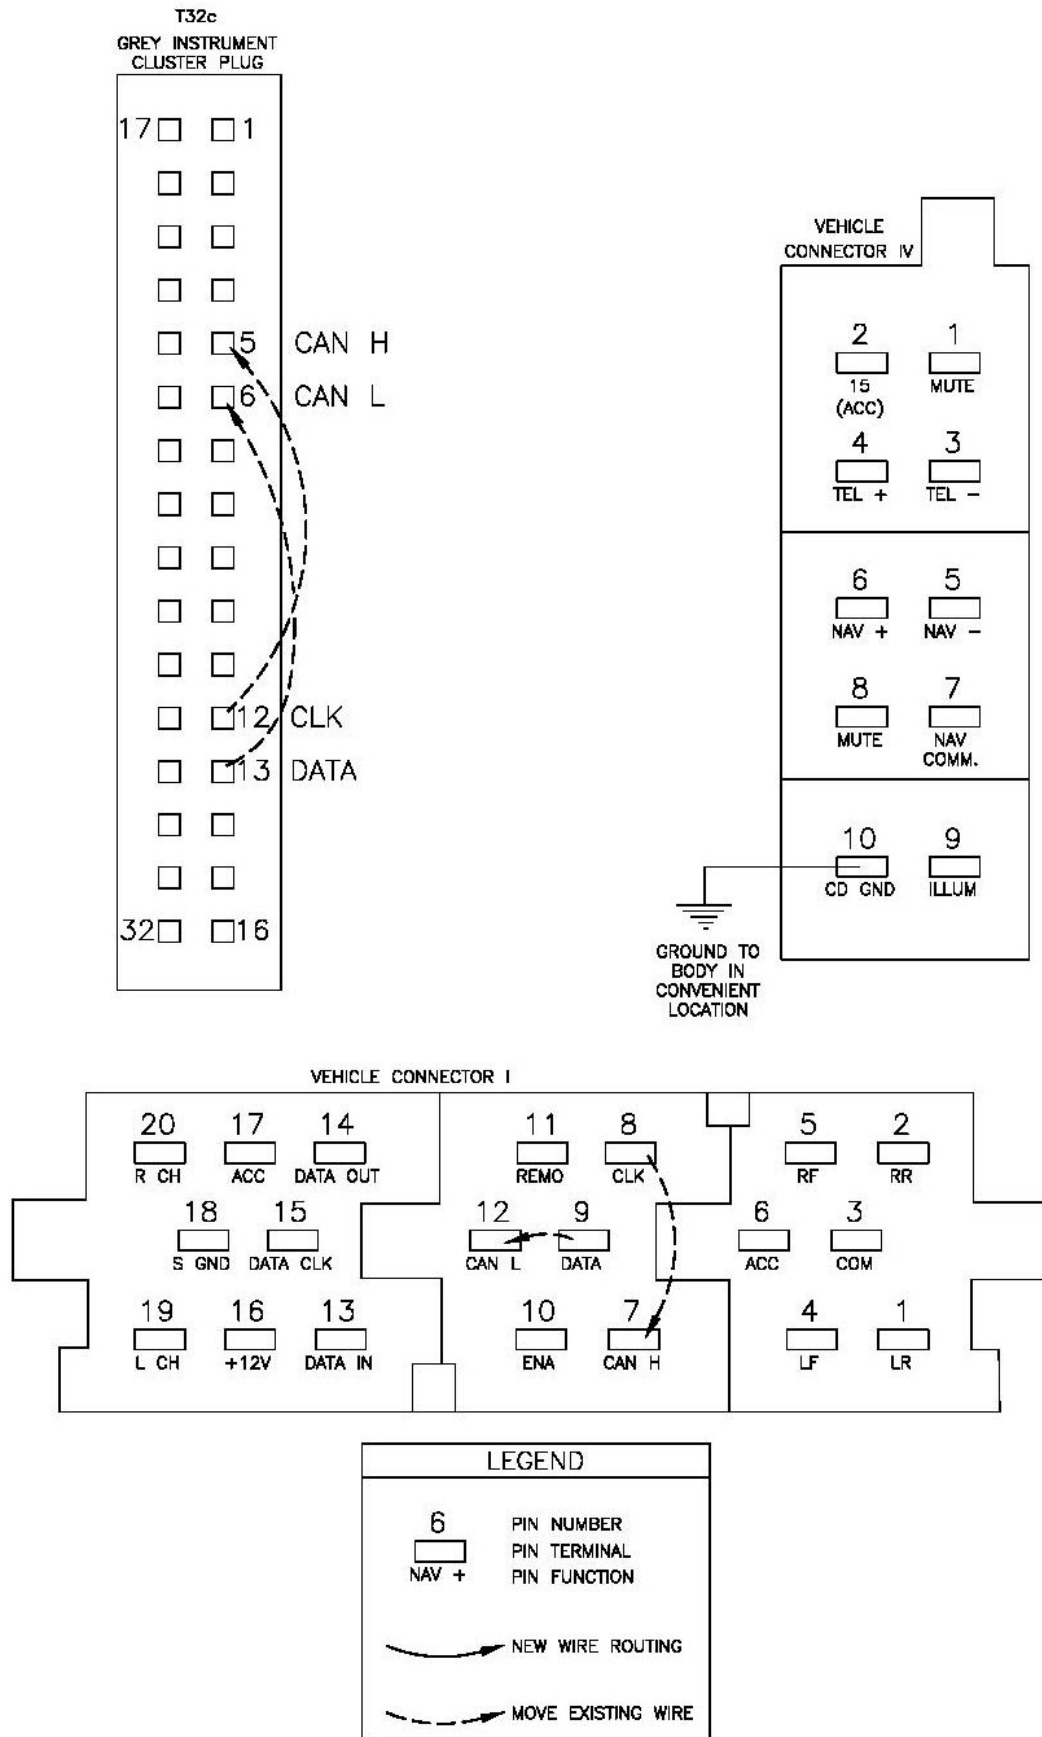 T32c
GREY INSTRUMENT
CLUSTER PLUG
17 1
5 CAN H
6 CAN L
12 CLK
13 DATA
32 16
VEHICLE
CONNECTOR IV
2 1
15 MUTE
(ACC)
4 3
TEL + TEL -
6 5
NAV + NAV -
8 7
MUTE NAV
COMM.
10 9
CD GND ILLUM
GROUND TO
BODY IN
CONVENIENT
LOCATION
VEHICLE CONNECTOR I
20 17 14 11 8 5 2
R CH ACC DATA OUT REMO CLK RF RR
18 15 12 9 6 3
S GND DATA CLK CAN L DATA ACC COM
19 16 13 10 7 4 1
L CH +12V DATA IN ENA CAN H LF LR
LEGEND
6 PIN NUMBER
PIN TERMINAL
NAV + PIN FUNCTION
NEW WIRE ROUTING
MOVE EXISTING WIRE